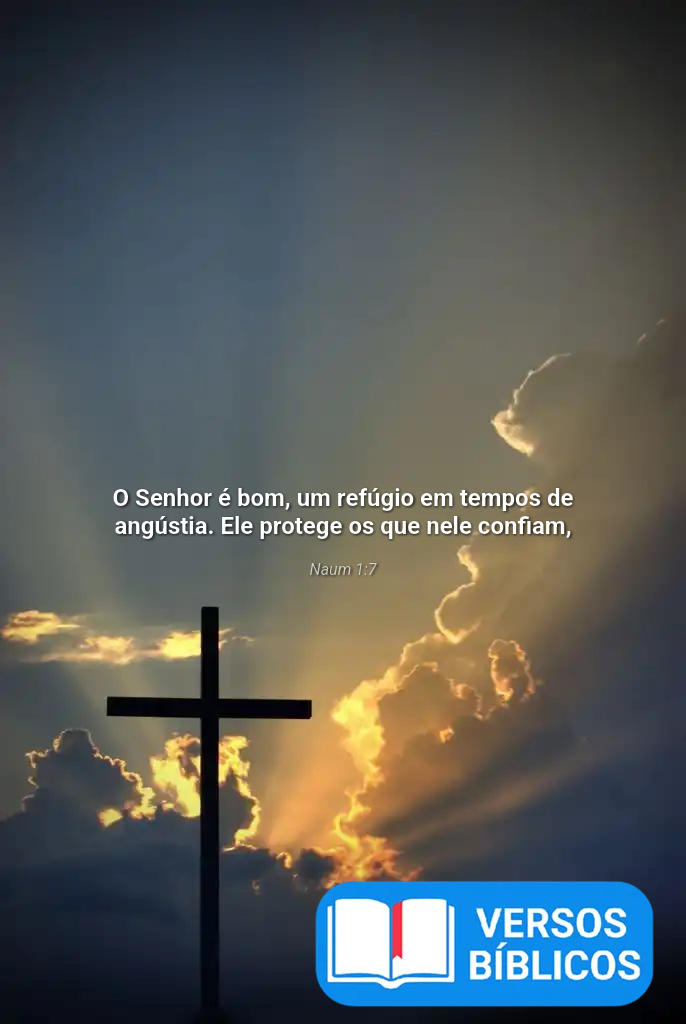 O Senhor é bom, um refúgio em tempos de
angústia. Ele protege os que nele confiam,
Naum 1:7
VERSOS
BÍBLICOS